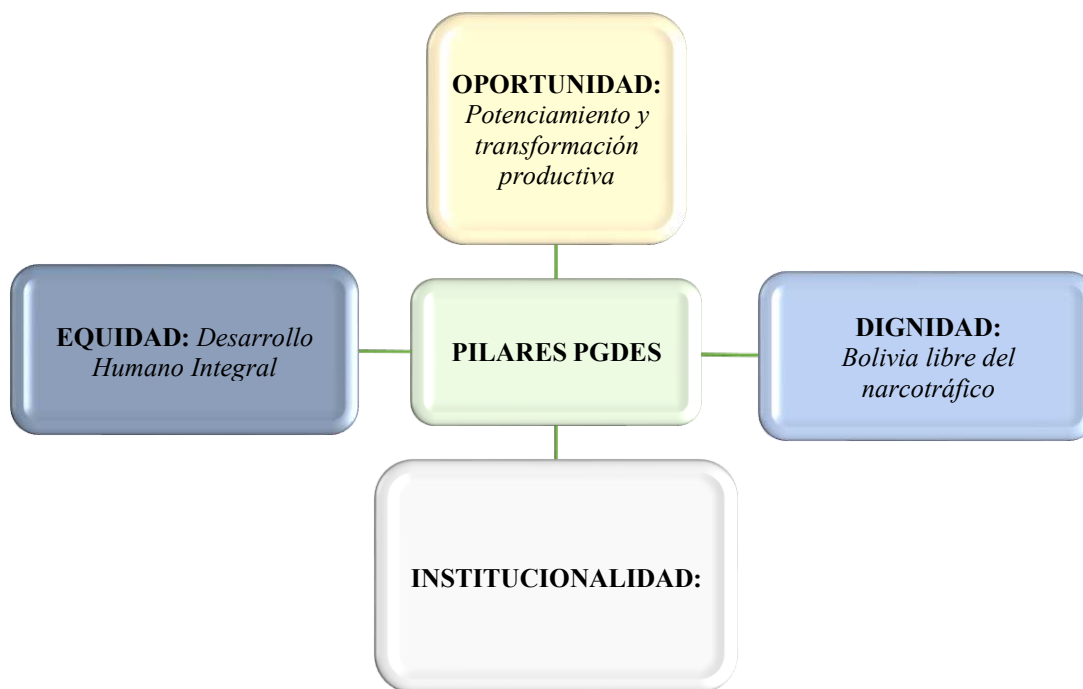 OPORTUNIDAD:
Potenciamiento y
transformación
productiva
EQUIDAD: Desarrollo
Humano Integral
PILARES PGDES
DIGNIDAD:
Bolivia libre del
narcotráfico
INSTITUCIONALIDAD: